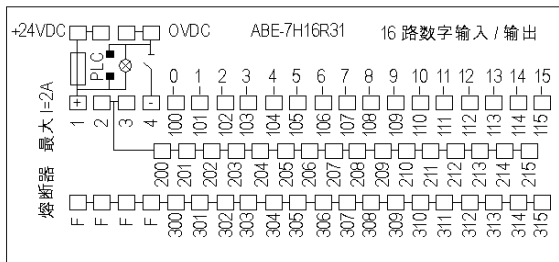 +24VDC 0VDC ABE-7H16R31 16 路数字输入 / 输出
PLC
0 1 2 3 4 5 6 7 8 9 10 11 12 13 14 15
+ -
1 2 3 4 100 101 102 103 104 105 106 107 108 109 110 111 112 113 114 115
200 201 202 203 204 205 206 207 208 209 210 211 212 213 214 215
F F F F 300 301 302 303 304 305 306 307 308 309 310 311 312 313 314 315
熔断器 最大 I=2A